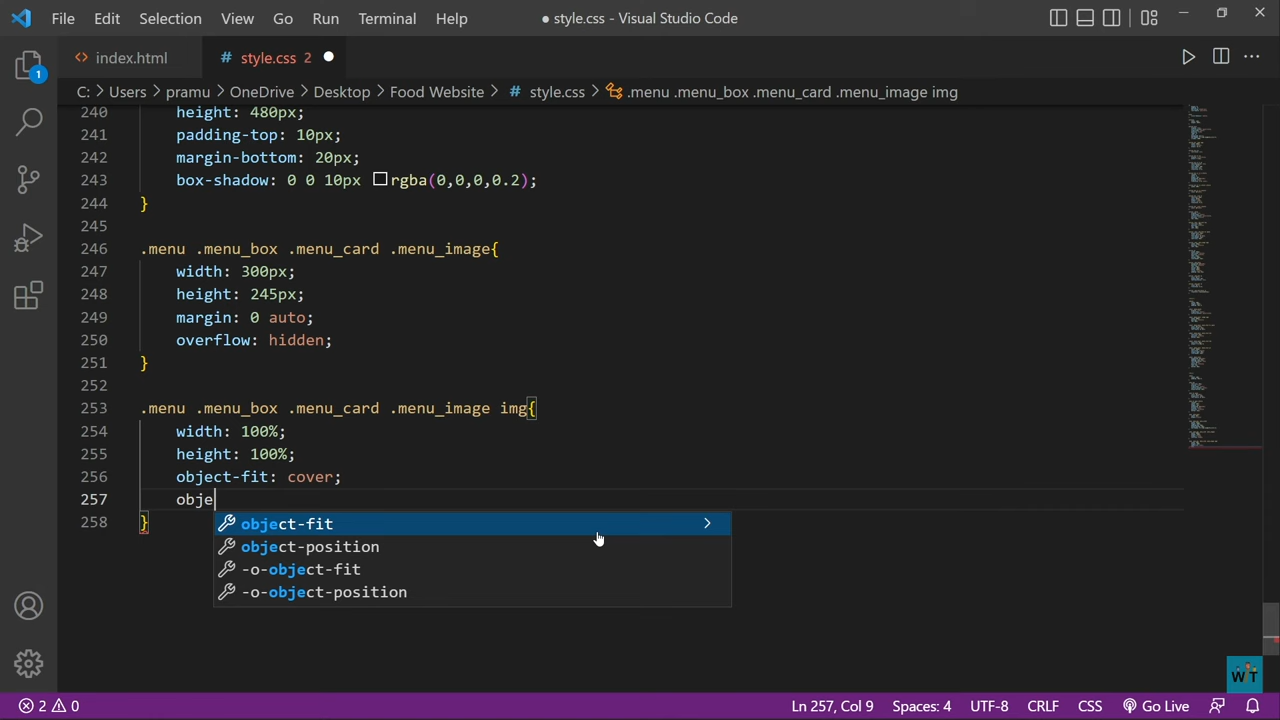 File Edit Selection View Go Run Terminal Help ● style.css - Visual Studio Code
index.html # style.css 2 ●
C: > Users > pramu > OneDrive > Desktop > Food Website > # style.css > .menu .menu_box .menu_card .menu_image img
1
240 height: 480px;
241 padding-top: 10px;
242 margin-bottom: 20px;
243 box-shadow: 0 0 10px rgba(0,0,0,0.2);
244 }
245
246 .menu .menu_box .menu_card .menu_image{
247 width: 300px;
248 height: 245px;
249 margin: 0 auto;
250 overflow: hidden;
251 }
252
253 .menu .menu_box .menu_card .menu_image img{
254 width: 100%;
255 height: 100%;
256 object-fit: cover;
257 obje
258 }
object-fit
object-position
-o-object-fit
-o-object-position
WT
2 0 Ln 257, Col 9 Spaces: 4 UTF-8 CRLF CSS Go Live